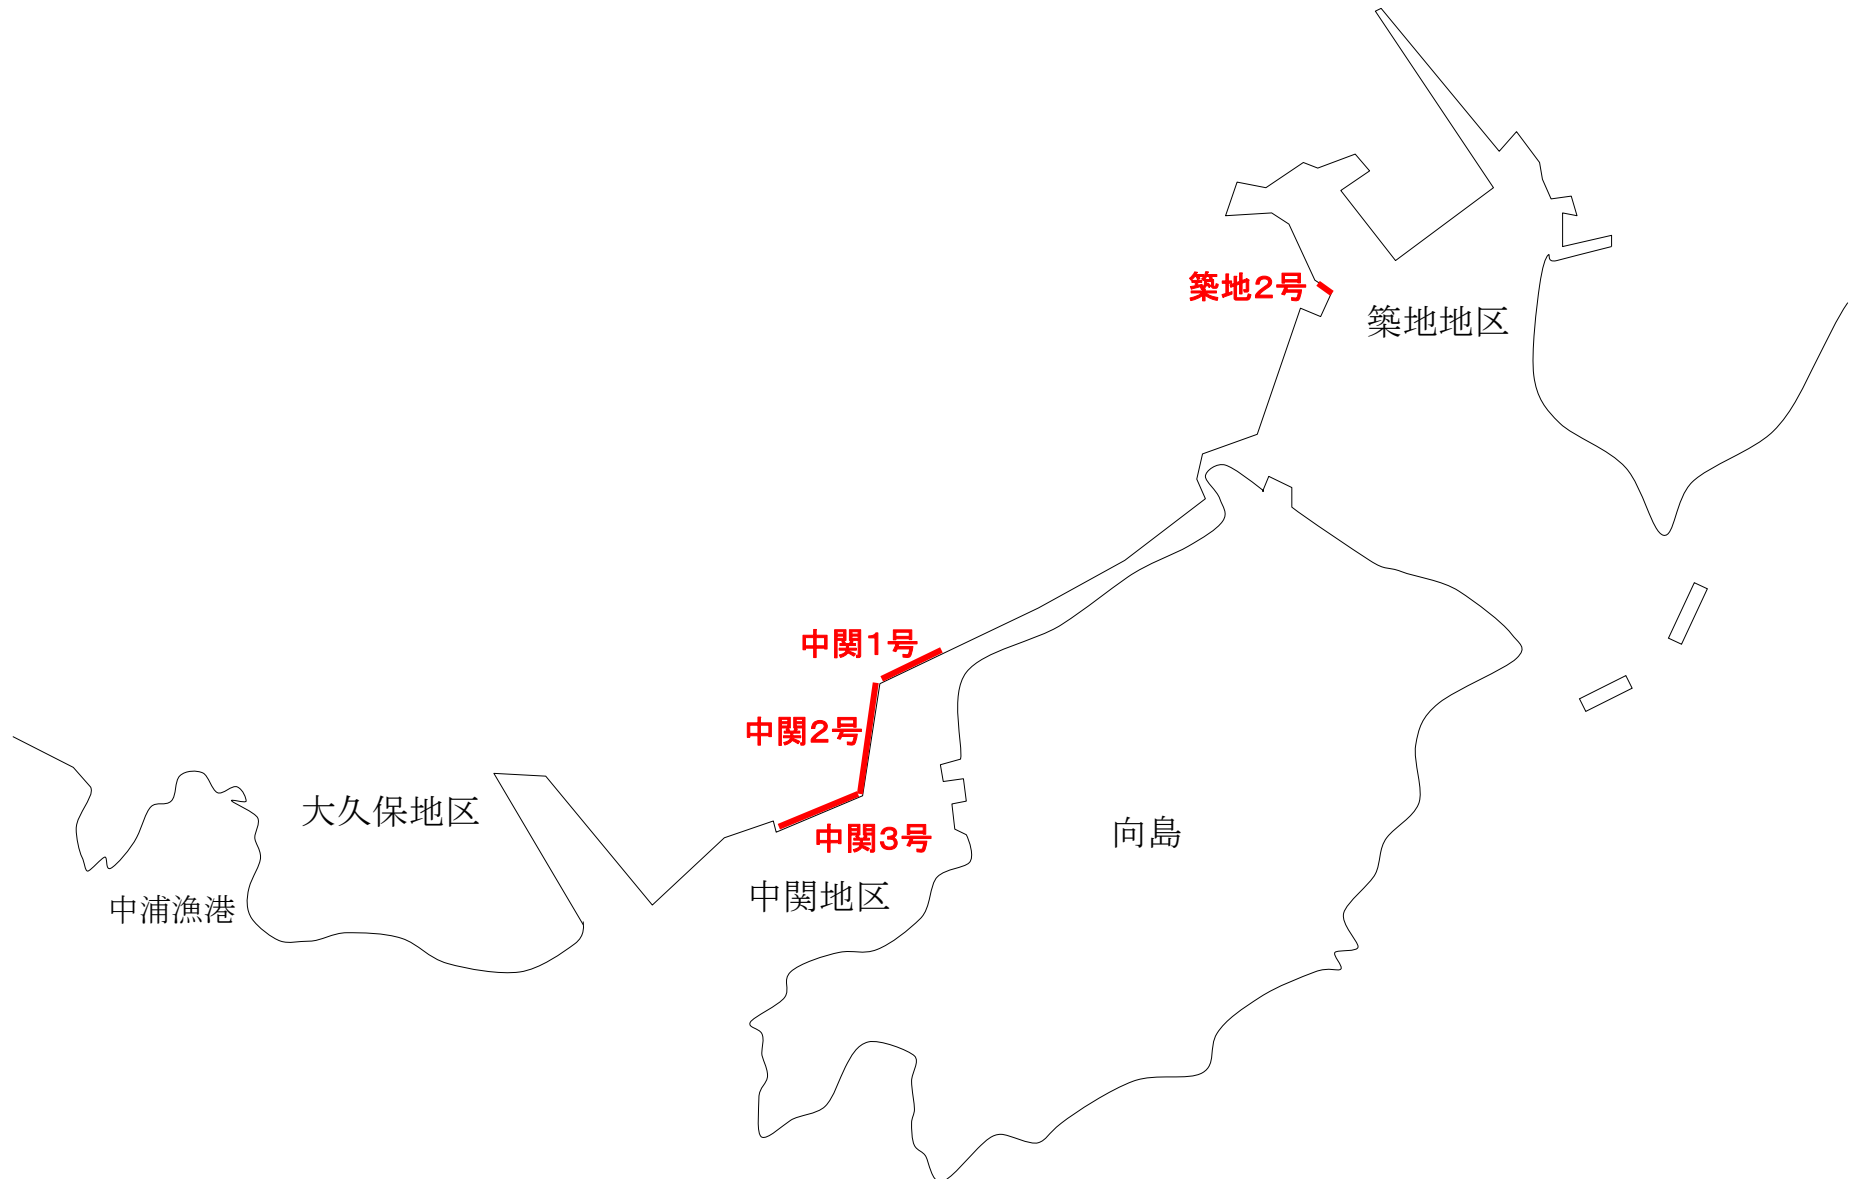 築地2号
築地地区
中関1号
中関2号
大久保地区
中関3号
向島
中関地区
中浦漁港